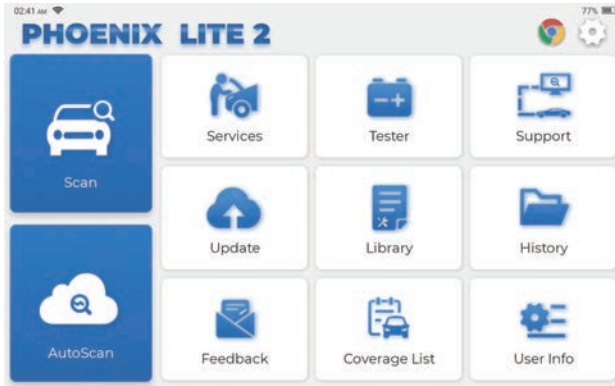 02:41 AM
77%
PHOENIX LITE 2
Scan
Services
Tester
Support
Update
Library
History
AutoScan
Feedback
Coverage List
User Info